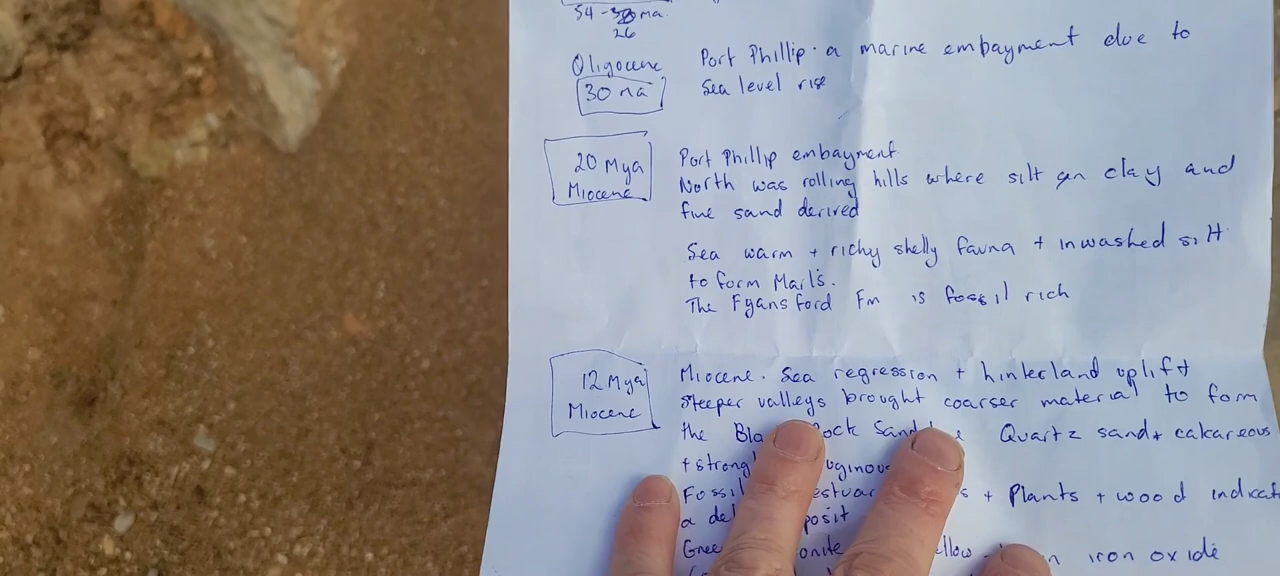 54 - 38 ma.
26
Oligocene Port Phillip. a marine embayment due to
30 ma Sea level rise
20 Mya Port Phillip embayment
Miocene North was rolling hills where silt gn clay and
fine sand derived
Sea warm + richy shelly fauna + inwashed silt
to form Marls.
The Fyansford Fm is fossil rich
12 Mya Miocene. Sea regression + hinterland uplift
Miocene Steeper valleys brought coarser material to form
the Quartz sand + calcareous
+
+ Plants + wood
a
iron oxide